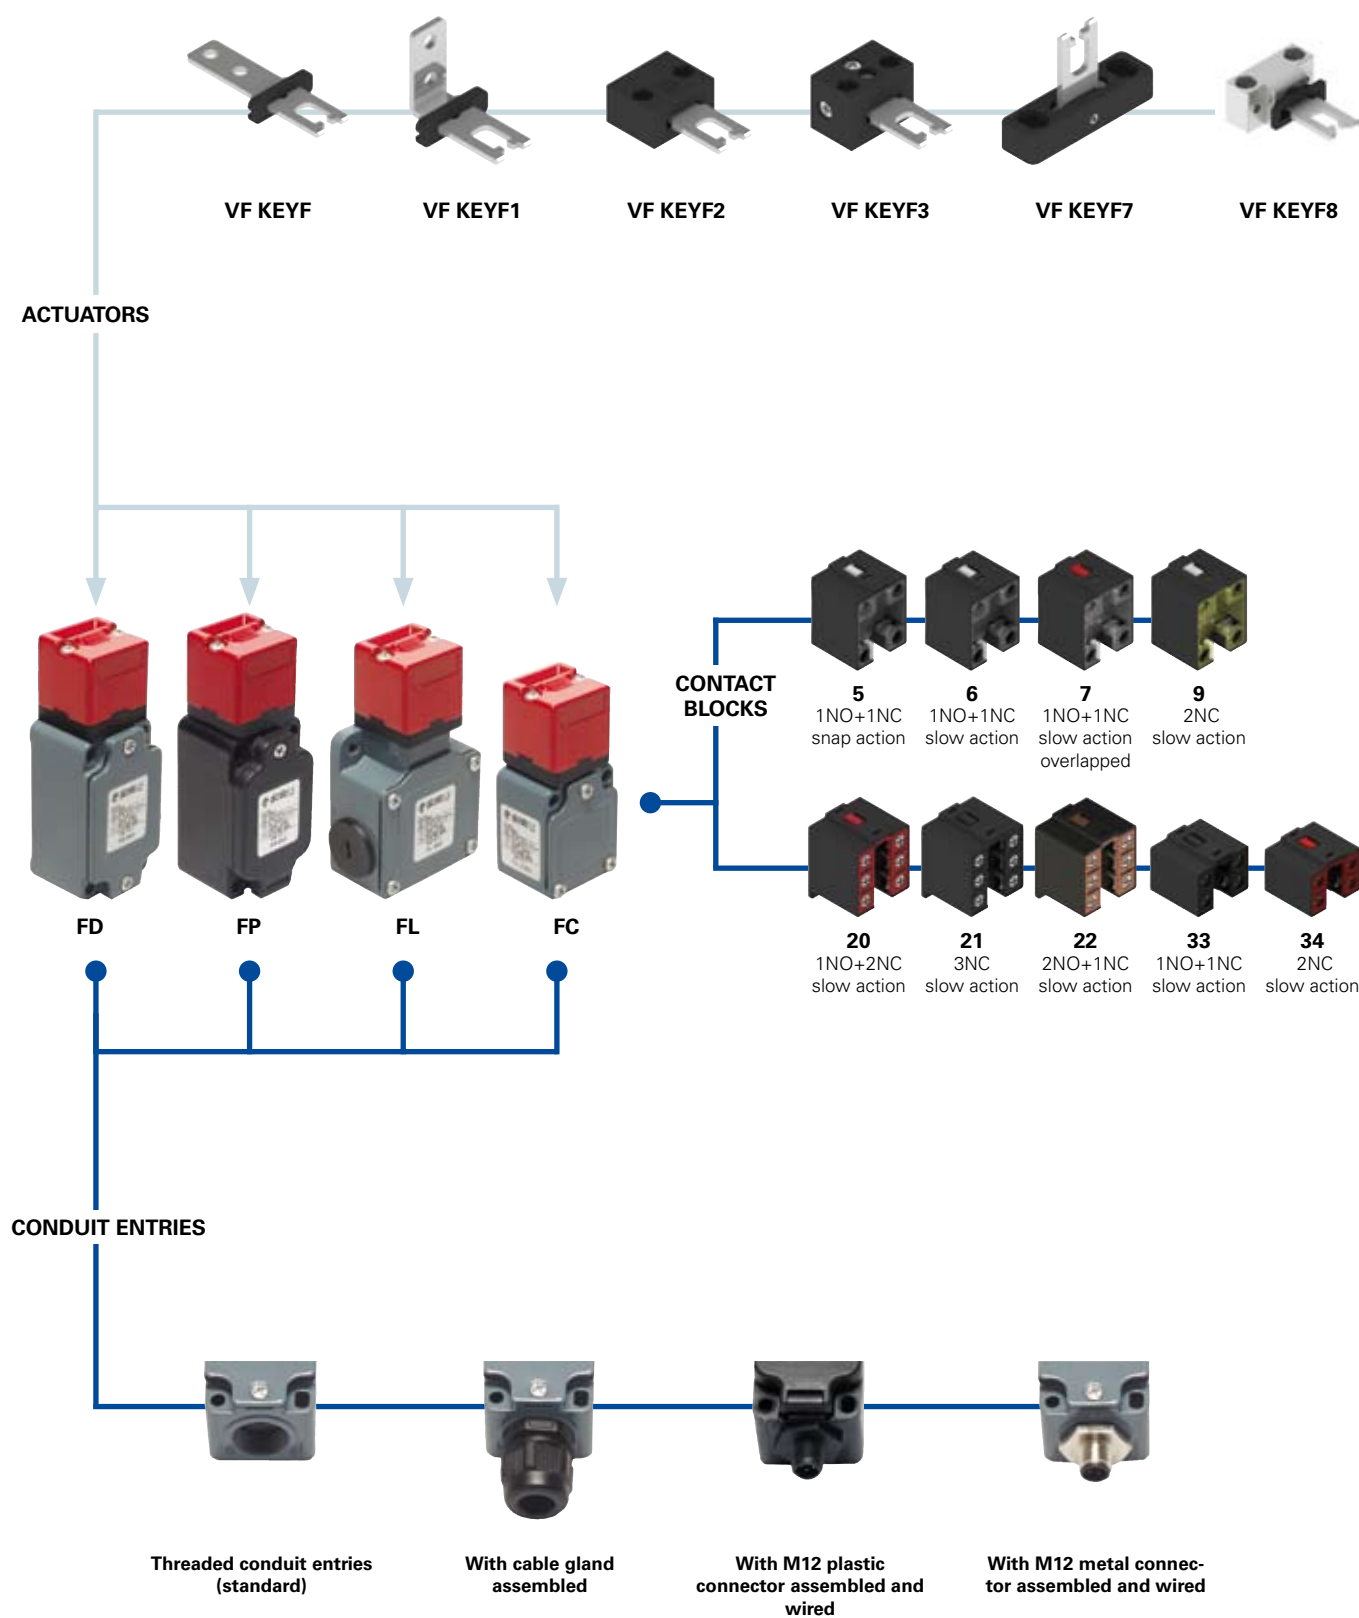 VF KEYF
VF KEYF1
VF KEYF2
VF KEYF3
VF KEYF7
VF KEYF8
ACTUATORS
CONTACT
BLOCKS
5
1NO+1NC
snap action
6
1NO+1NC
slow action
7
1NO+1NC
slow action
overlapped
9
2NC
slow action
20
1NO+2NC
slow action
21
3NC
slow action
22
2NO+1NC
slow action
33
1NO+1NC
slow action
34
2NC
slow action
FD
FP
FL
FC
CONDUIT ENTRIES
Threaded conduit entries
(standard)
With cable gland
assembled
With M12 plastic
connector assembled and
wired
With M12 metal connec-
tor assembled and wired